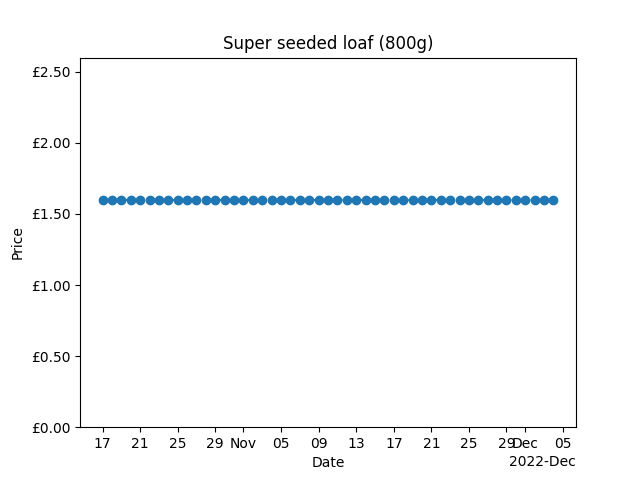 Super seeded loaf (800g)
£2.50
£2.00
£1.50
£1.00
£0.50
£0.00
Price
17 21 25 29 Nov 05 09 13 17 21 25 29 Dec 05
Date
2022-Dec